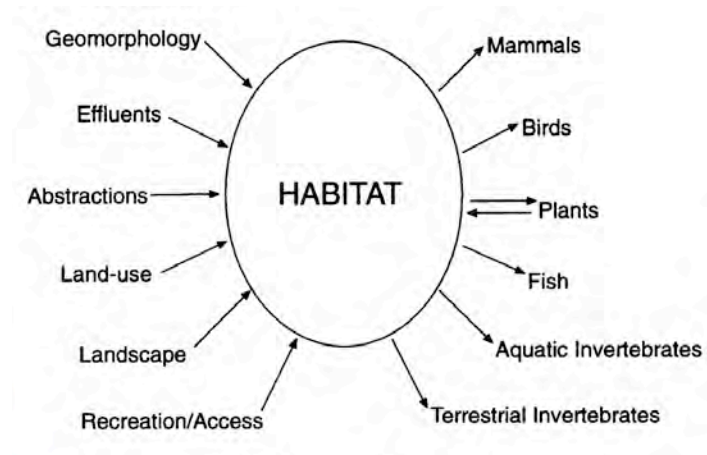 Geomorphology
Effluents
Abstractions
Land-use
Landscape
Recreation/Access
HABITAT
Mammals
Birds
Plants
Fish
Aquatic Invertebrates
Terrestrial Invertebrates